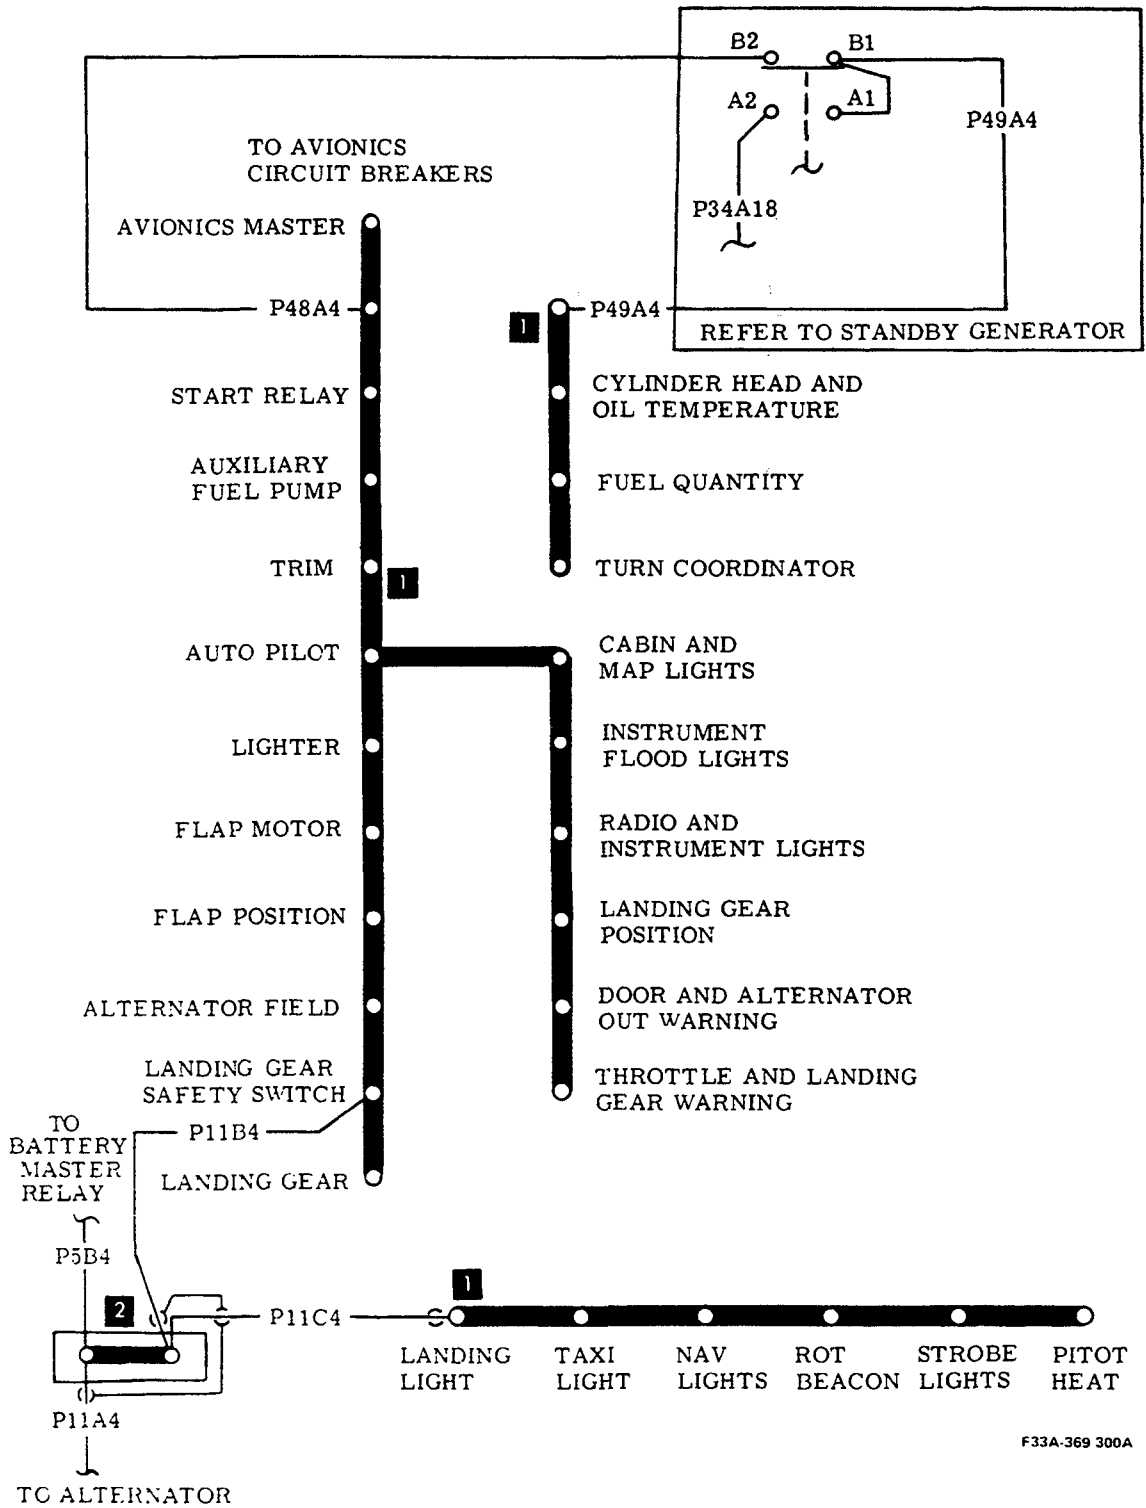 B2
B1
A2
A1
P49A4
P34A18
REFER TO STANDBY GENERATOR
TO AVIONICS
CIRCUIT BREAKERS
AVIONICS MASTER
P48A4
START RELAY
AUXILIARY
FUEL PUMP
TRIM
1
AUTO PILOT
LIGHTER
FLAP MOTOR
FLAP POSITION
ALTERNATOR FIELD
LANDING GEAR
SAFETY SWITCH
P11B4
LANDING GEAR
1
P49A4
CYLINDER HEAD AND
OIL TEMPERATURE
FUEL QUANTITY
TURN COORDINATOR
CABIN AND
MAP LIGHTS
INSTRUMENT
FLOOD LIGHTS
RADIO AND
INSTRUMENT LIGHTS
LANDING GEAR
POSITION
DOOR AND ALTERNATOR
OUT WARNING
THROTTLE AND LANDING
GEAR WARNING
TO
BATTERY
MASTER
RELAY
P5B4
2
P11C4
1
LANDING
LIGHT
TAXI
LIGHT
NAV
LIGHTS
ROT
BEACON
STROBE
LIGHTS
PITOT
HEAT
P11A4
TO ALTERNATOR
F33A-369 300A